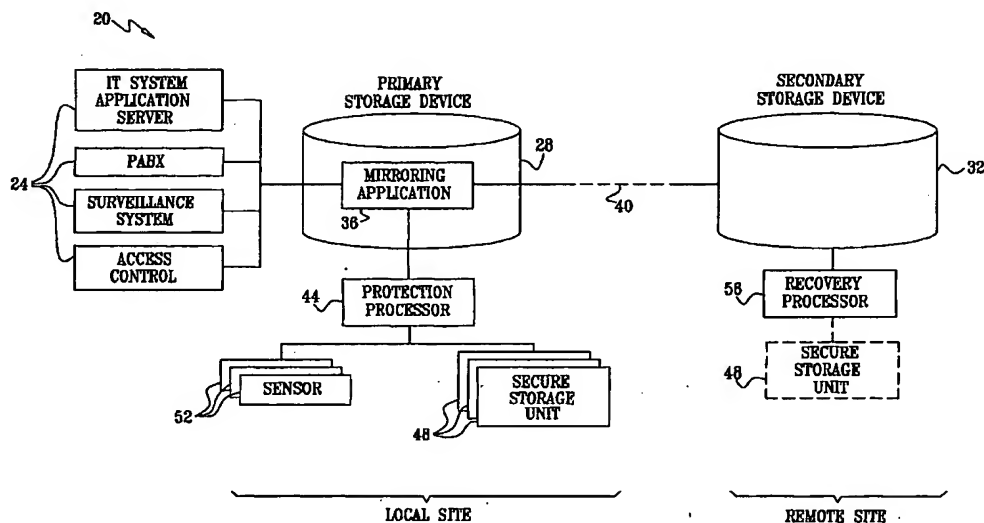 20
IT SYSTEM
APPLICATION
SERVER
PABX
SURVEILLANCE
SYSTEM
ACCESS
CONTROL
24
PRIMARY
STORAGE DEVICE
28
MIRRORING
APPLICATION
36
40
SECONDARY
STORAGE DEVICE
32
44
PROTECTION
PROCESSOR
SENSOR
52
SECURE
STORAGE
UNIT
48
56
RECOVERY
PROCESSOR
48
SECURE
STORAGE
UNIT
LOCAL SITE
REMOTE SITE